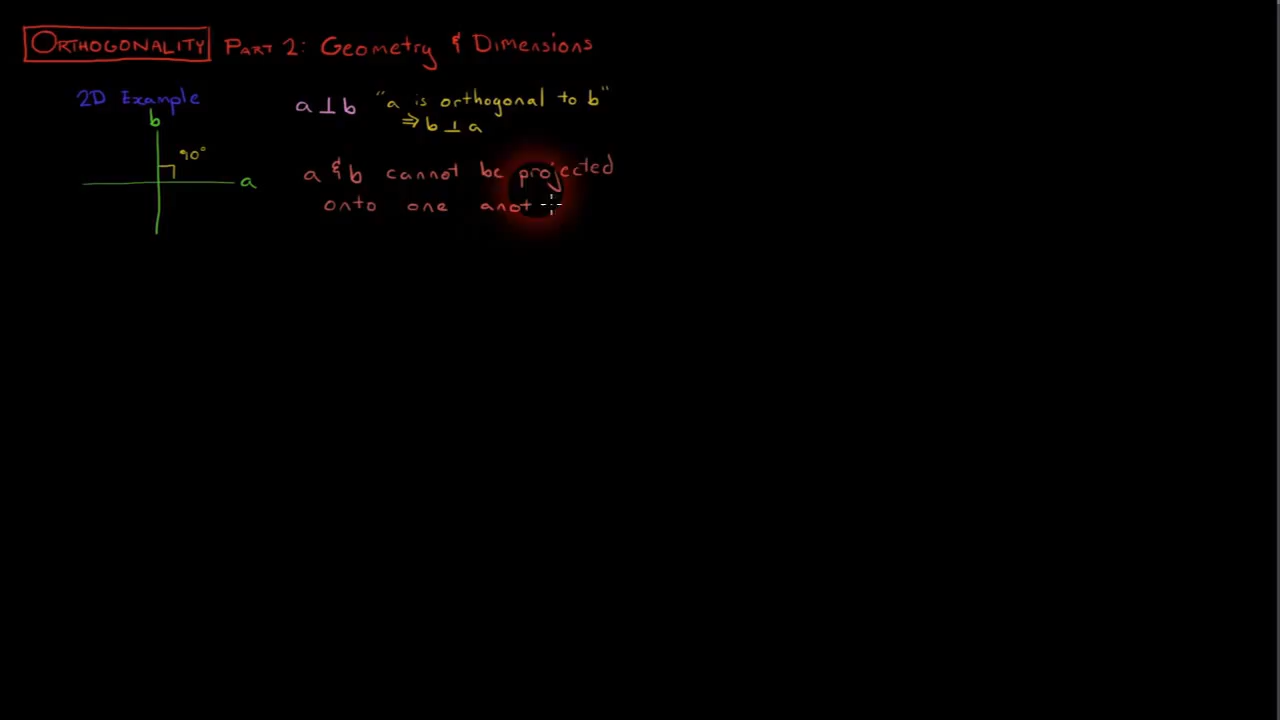 ORTHOGONALITY PART 2: Geometry & Dimensions
2D Example
b
90°
a
a ⊥ b "a is orthogonal to b"
⇒ b ⊥ a
a & b cannot be projected
onto one anot